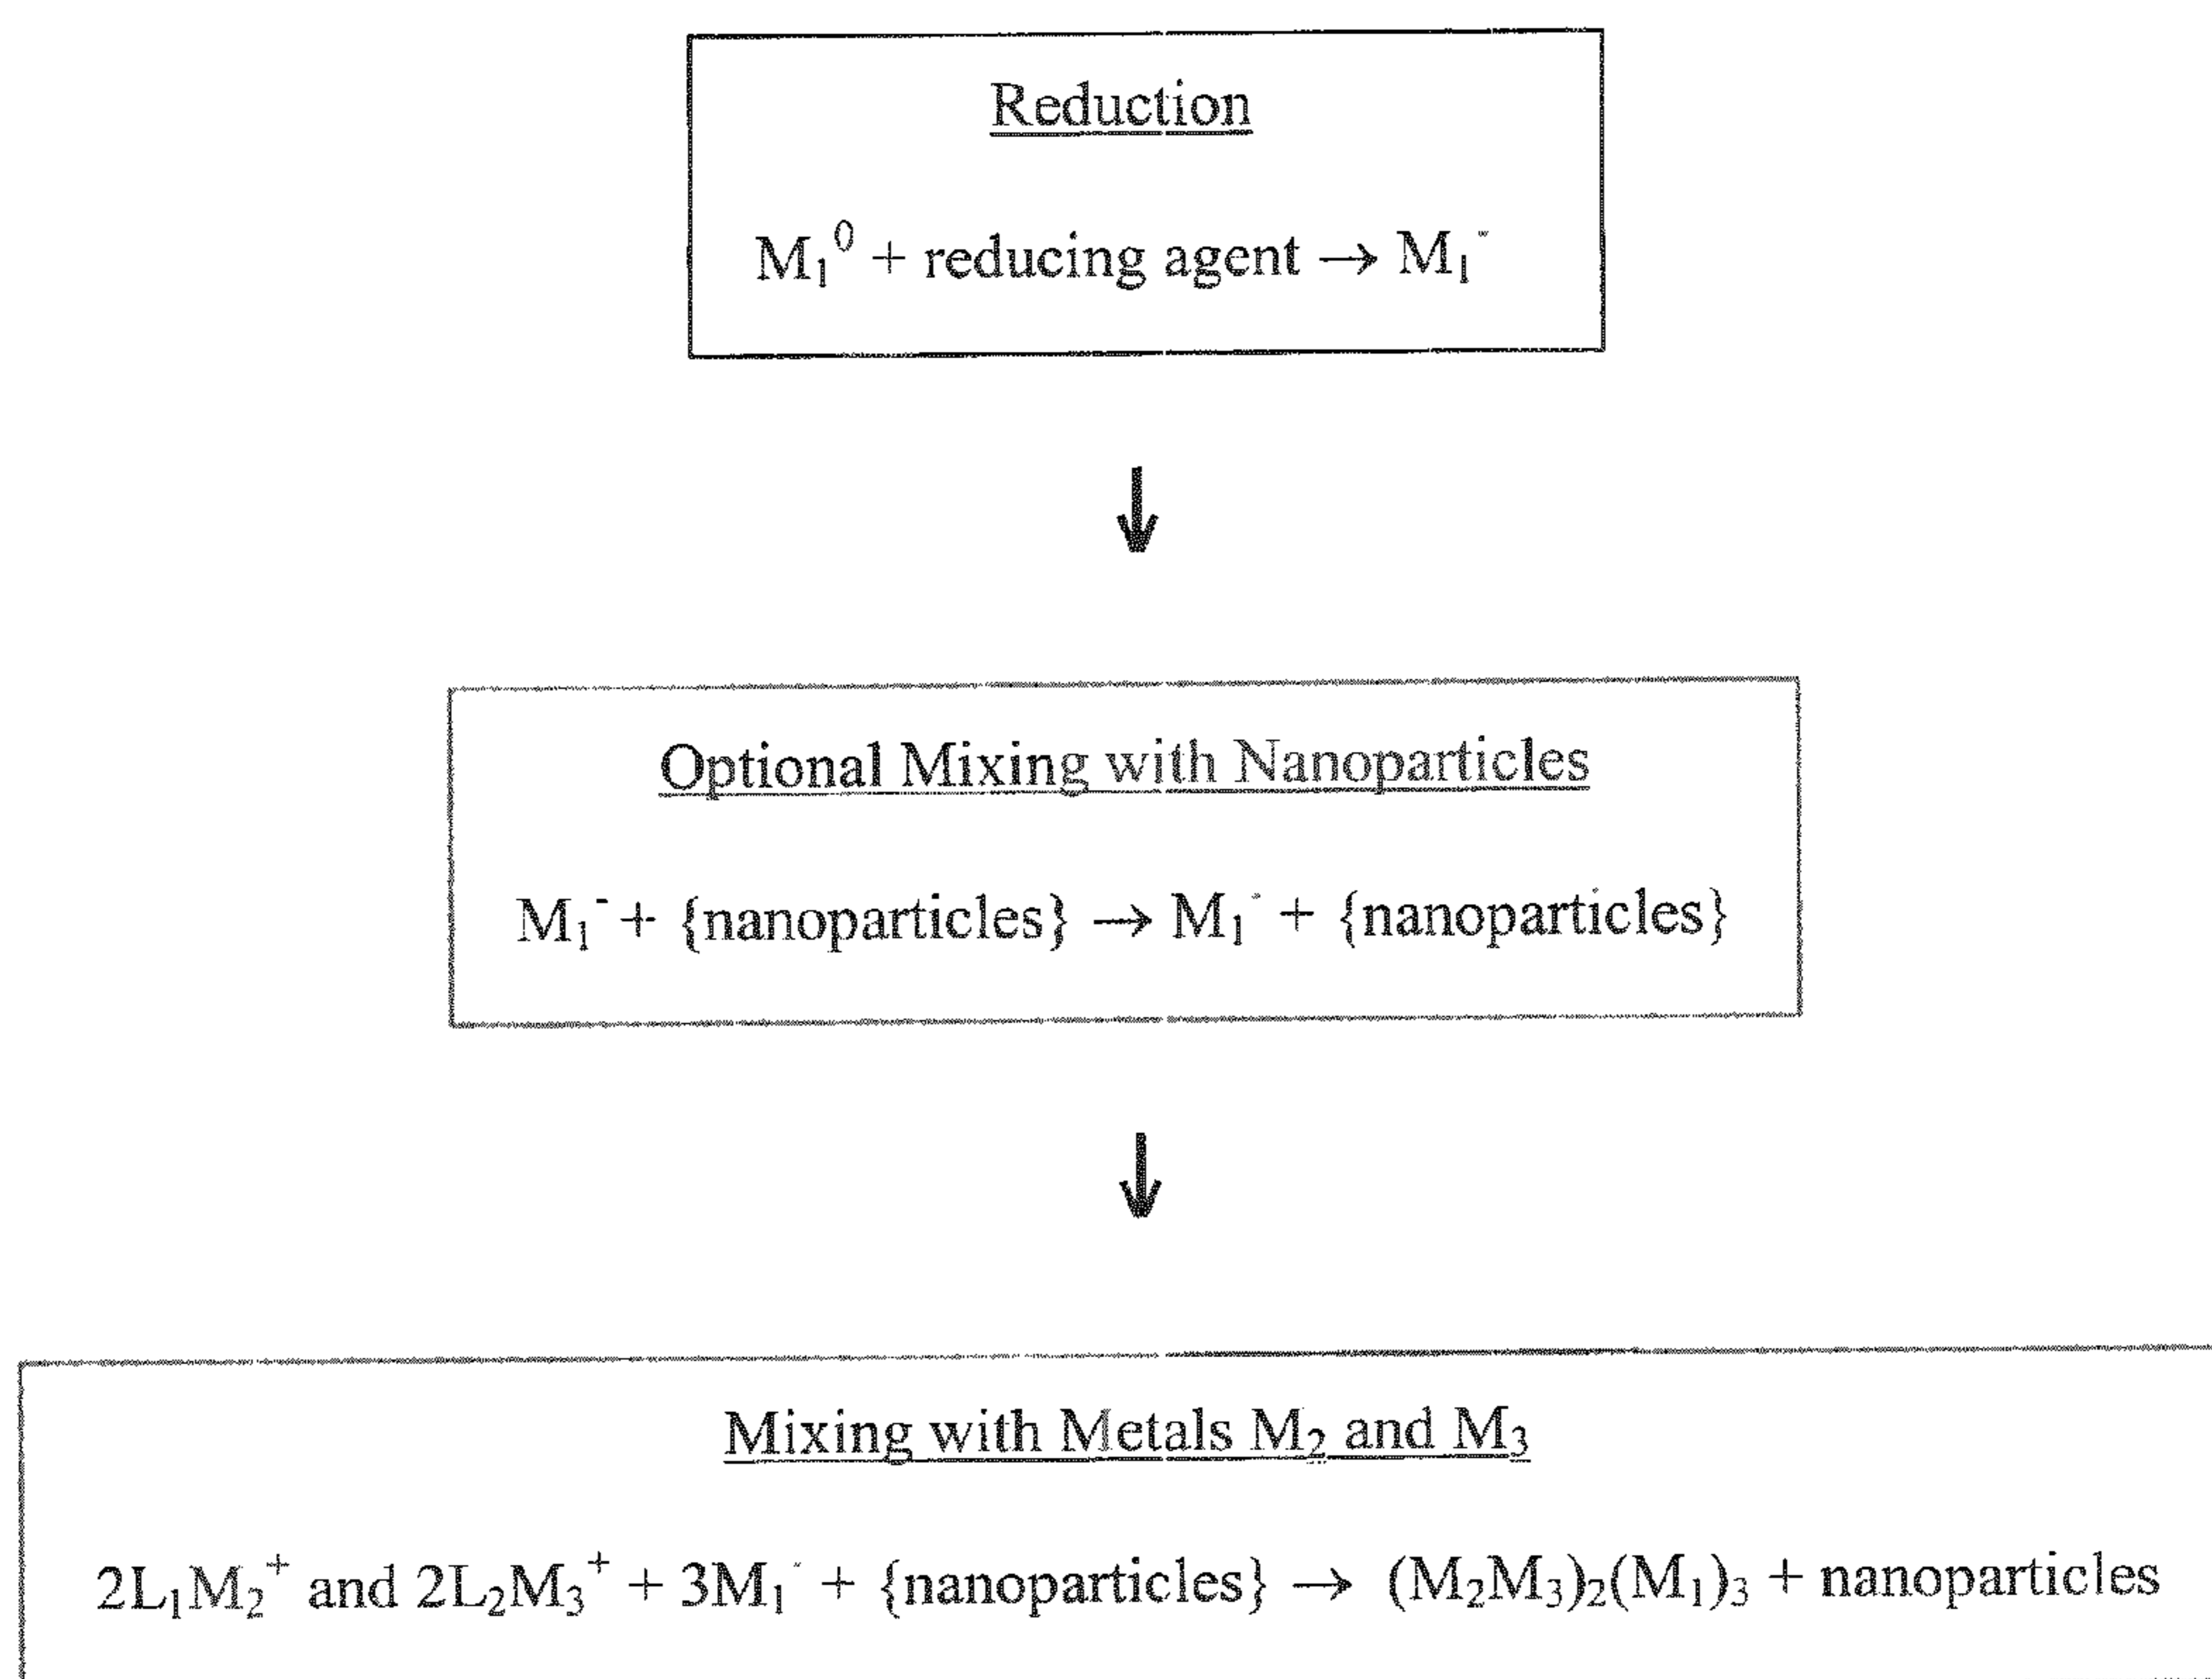 Reduction
M₁⁰ + reducing agent → M₁⁻
Optional Mixing with Nanoparticles
M₁⁻ + {nanoparticles} → M₁⁻ + {nanoparticles}
Mixing with Metals M₂ and M₃
2L₁M₂⁺ and 2L₂M₃⁺ + 3M₁⁻ + {nanoparticles} → (M₂M₃)₂(M₁)₃ + nanoparticles